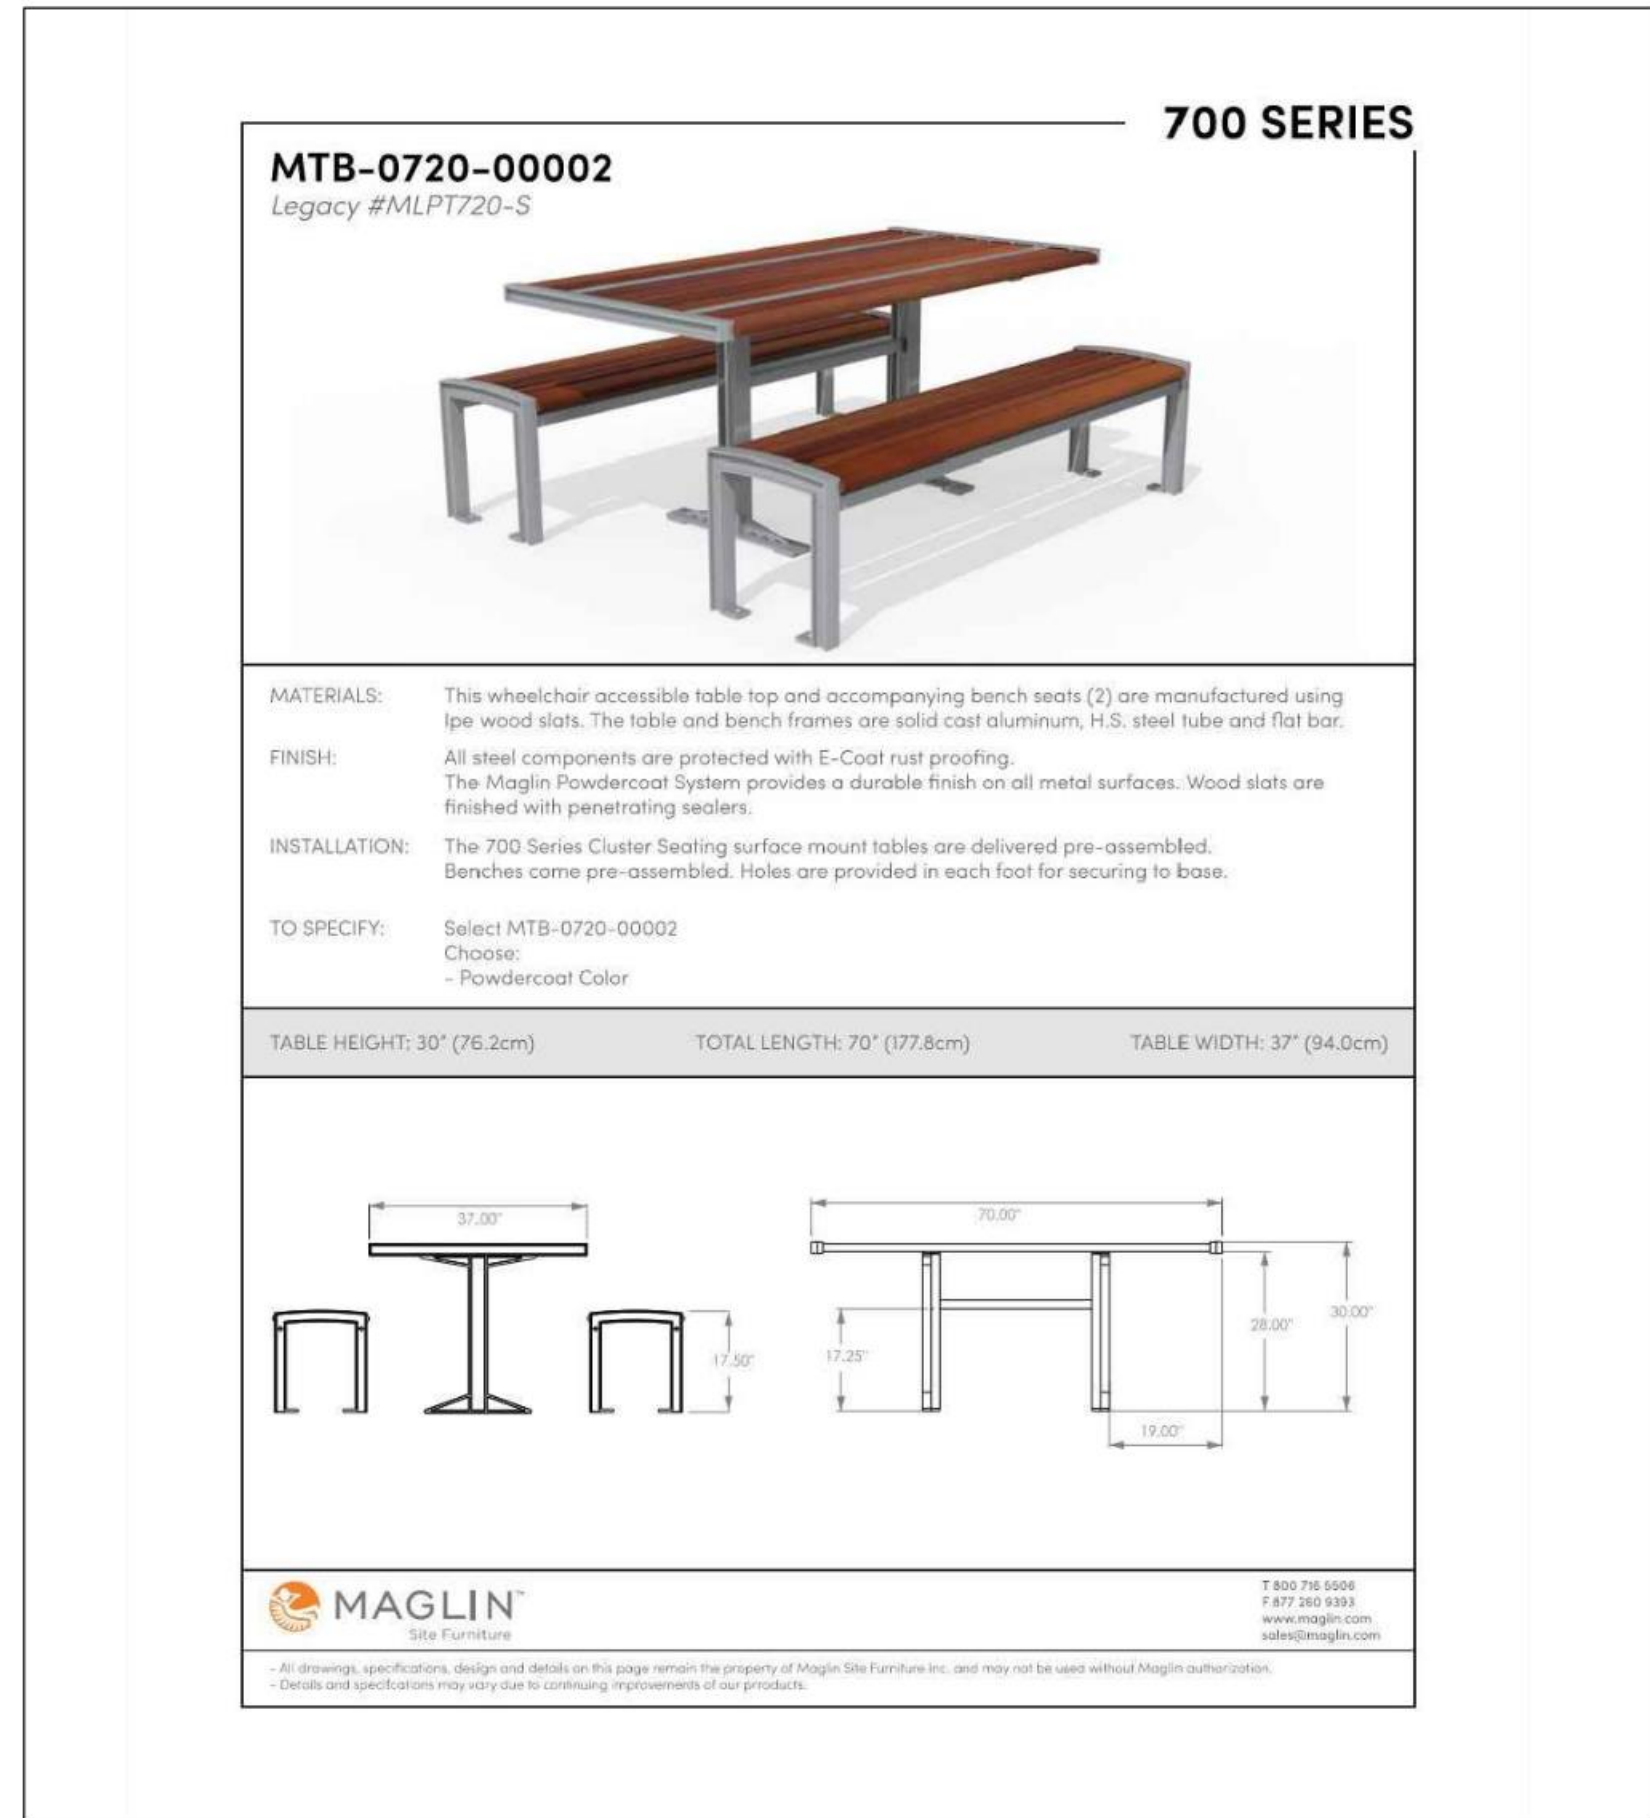 700 SERIES
MTB-0720-00002
Legacy #MLPT720-S
MATERIALS: This wheelchair accessible table top and accompanying bench seats (2) are manufactured using
Ipe wood slats. The table and bench frames are solid cast aluminum, H.S. steel tube and flat bar.
FINISH: All steel components are protected with E-Coat rust proofing.
The Maglin Powdercoat System provides a durable finish on all metal surfaces. Wood slats are
finished with penetrating sealers.
INSTALLATION: The 700 Series Cluster Seating surface mount tables are delivered pre-assembled.
Benches come pre-assembled. Holes are provided in each foot for securing to base.
TO SPECIFY: Select MTB-0720-00002
Choose:
- Powdercoat Color
TABLE HEIGHT: 30" (76.2cm) TOTAL LENGTH: 70" (177.8cm) TABLE WIDTH: 37" (94.0cm)
37.00"
70.00"
17.50"
17.25"
28.00"
30.00"
19.00"
MAGLIN™
Site Furniture
T 800 716 5506
F 877 260 9393
www.maglin.com
sales@maglin.com
- All drawings, specifications, design and details on this page remain the property of Maglin Site Furniture Inc. and may not be used without Maglin authorization.
- Details and specifcations may vary due to continuing improvements of our prroducts.